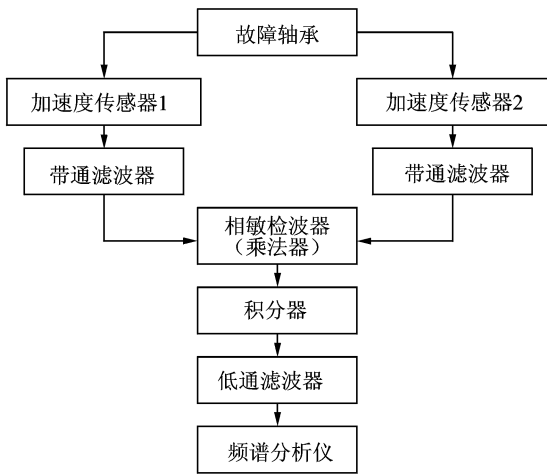 故障轴承
加速度传感器1
加速度传感器2
带通滤波器
带通滤波器
相敏检波器
（乘法器）
积分器
低通滤波器
频谱分析仪